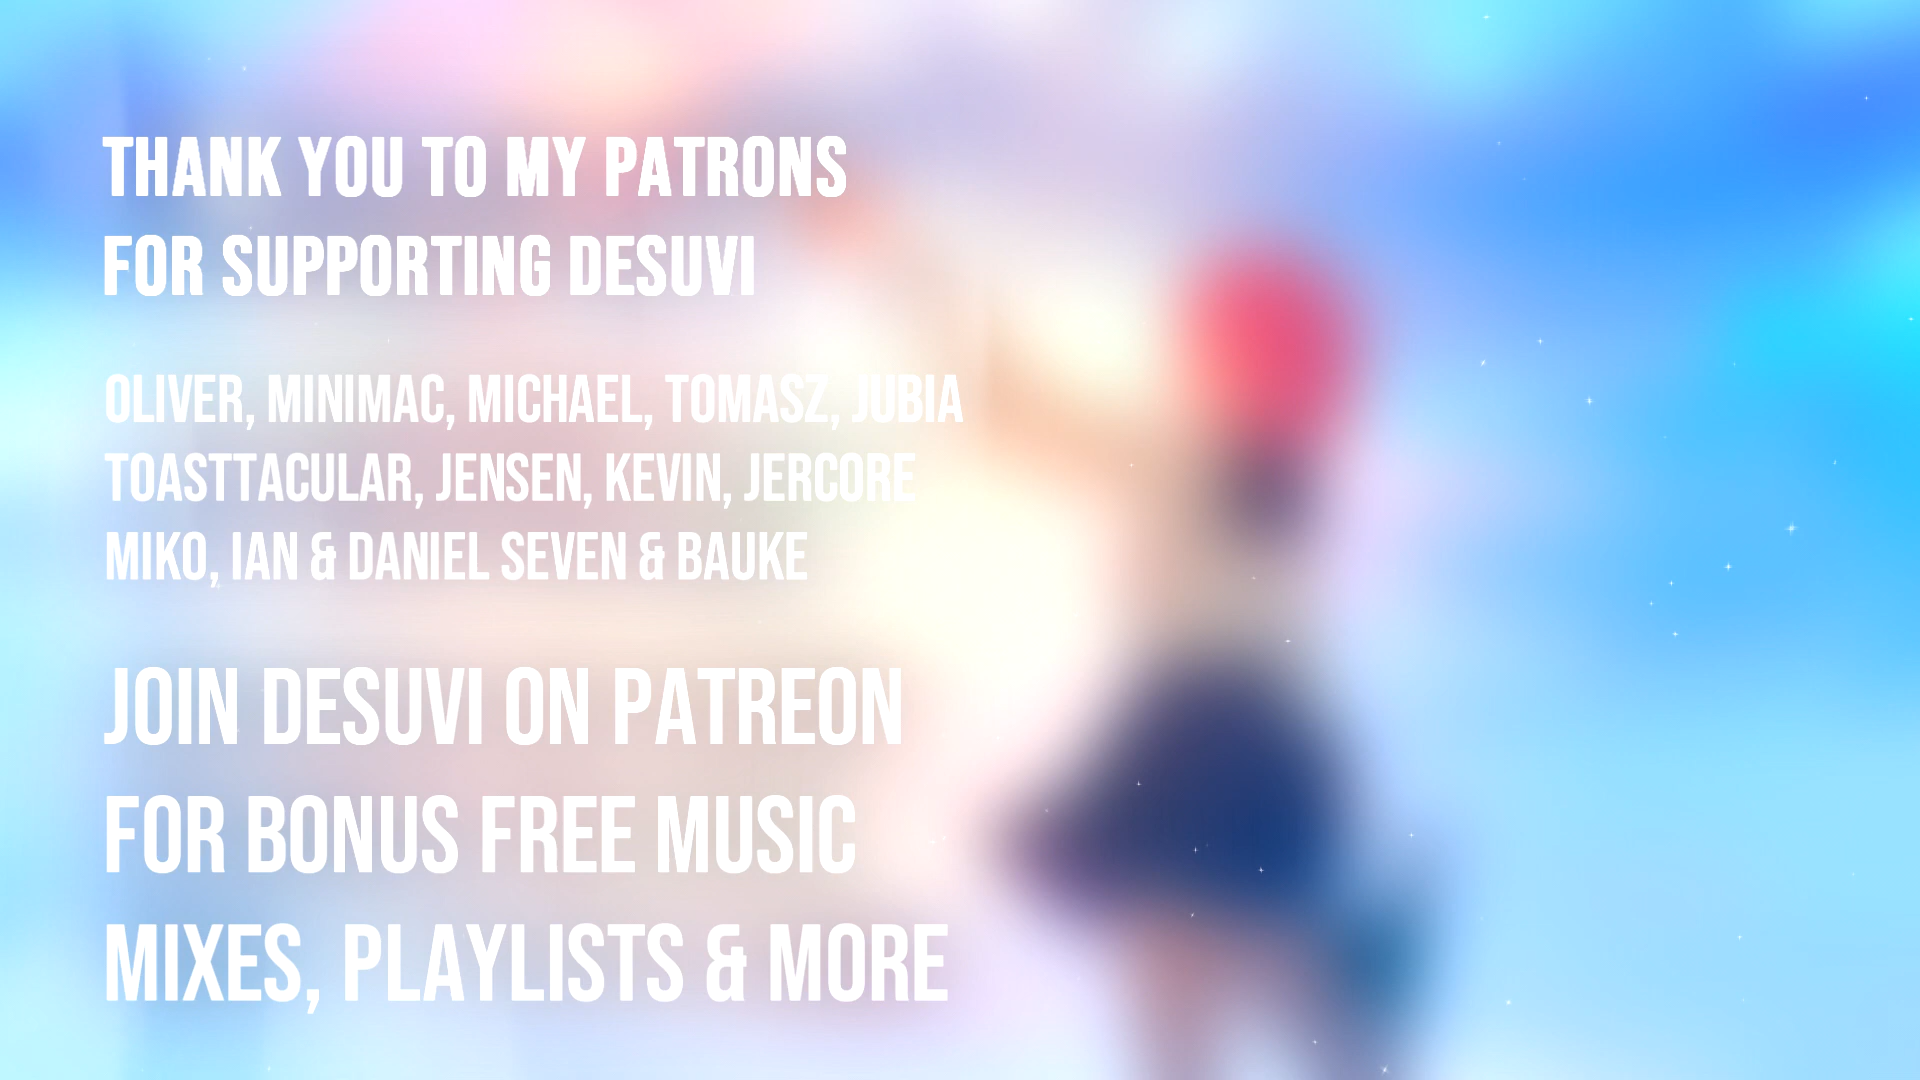 THANK YOU TO MY PATRONS
FOR SUPPORTING DESUVI
OLIVER, MINIMAC, MICHAEL, TOMASZ, JUBIA
TOASTTACULAR, JENSEN, KEVIN, JERCORE
MIKO, IAN & DANIEL SEVEN & BAUKE
JOIN DESUVI ON PATREON
FOR BONUS FREE MUSIC
MIXES, PLAYLISTS & MORE